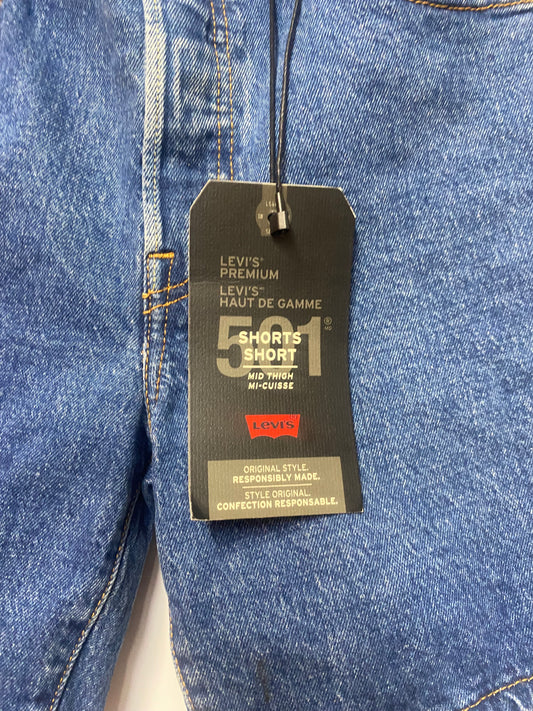 LEVI'S®
PREMIUM
LEVI'S™
HAUT DE GAMME
501®
MD
SHORTS
SHORT
MID THIGH
MI-CUISSE
Levi's
ORIGINAL STYLE.
RESPONSIBLY MADE.
STYLE ORIGINAL.
CONFECTION RESPONSABLE.